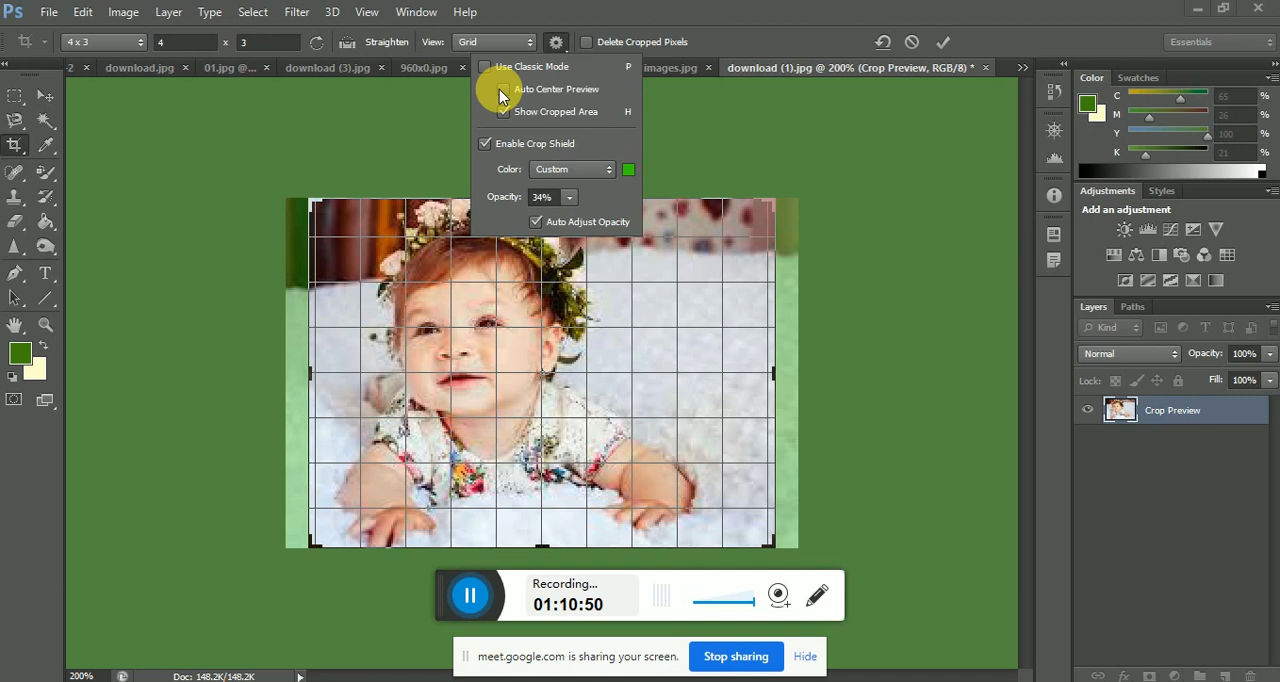 Ps File Edit Image Layer Type Select Filter 3D View Window Help
4 x 3 4 x 3 Straighten View: Grid Delete Cropped Pixels Essentials
-2 × download.jpg × 01.jpg @... × download (3).jpg × 960x0.jpg × images.jpg × download (1).jpg @ 200% (Crop Preview, RGB/8) * ×
Use Classic Mode P
Auto Center Preview
Show Cropped Area H
Enable Crop Shield
Color: Custom
Opacity: 34%
Auto Adjust Opacity
Color Swatches
C 65 %
M 26 %
Y 100 %
K 21 %
Adjustments Styles
Add an adjustment
Layers Paths
Kind
Normal Opacity: 100%
Lock: Fill: 100%
Crop Preview
Recording...
01:10:50
meet.google.com is sharing your screen. Stop sharing Hide
200% Doc: 148.2K/148.2K